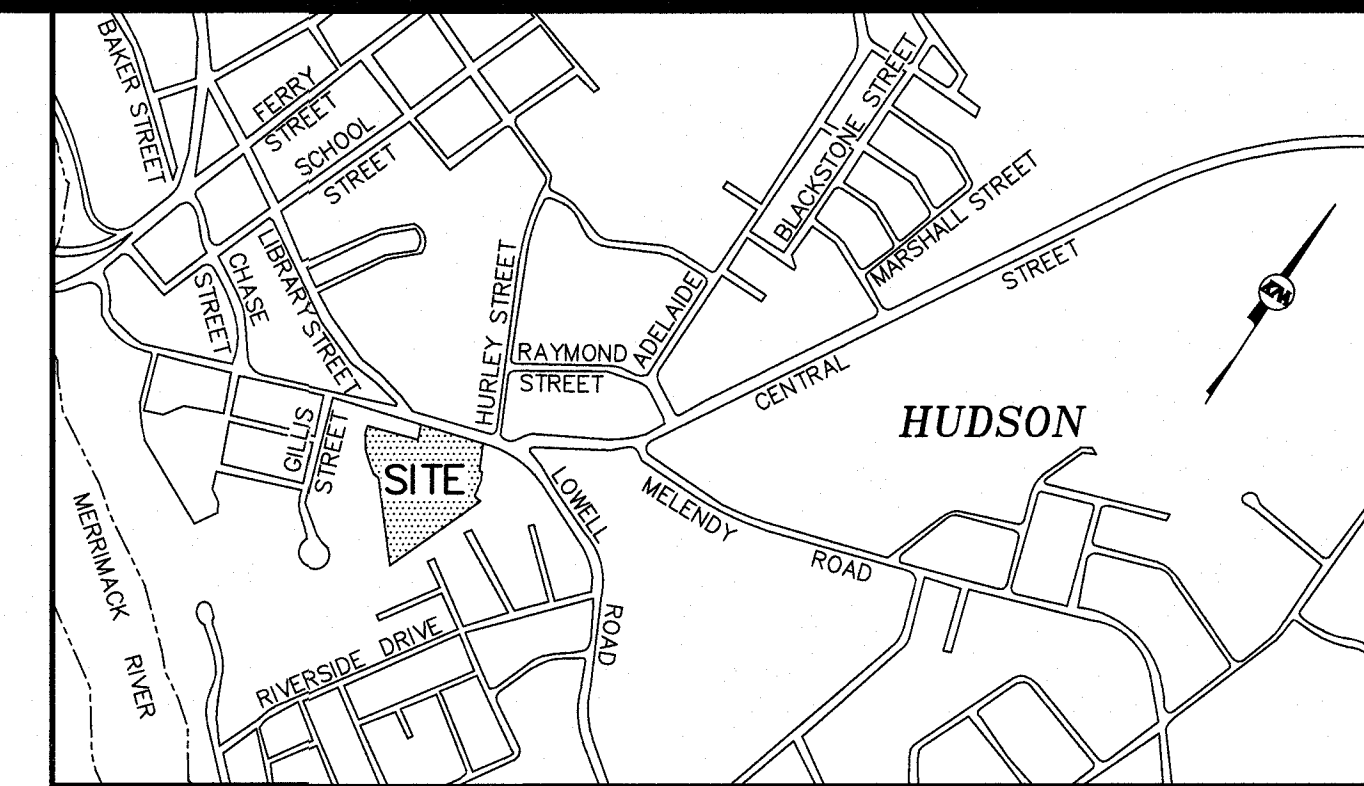 BAKER STREET
FERRY
STREET
SCHOOL
STREET
BLACKSTONE STREET
MARSHALL STREET
STREET
CENTRAL
LIBRARY STREET
CHASE
STREET
HURLEY STREET
ADELAIDE
RAYMOND
STREET
KNA
HUDSON
GILLIS
STREET
SITE
LOWELL
ROAD
MELENDY
ROAD
MERRIMACK
RIVER
RIVERSIDE DRIVE